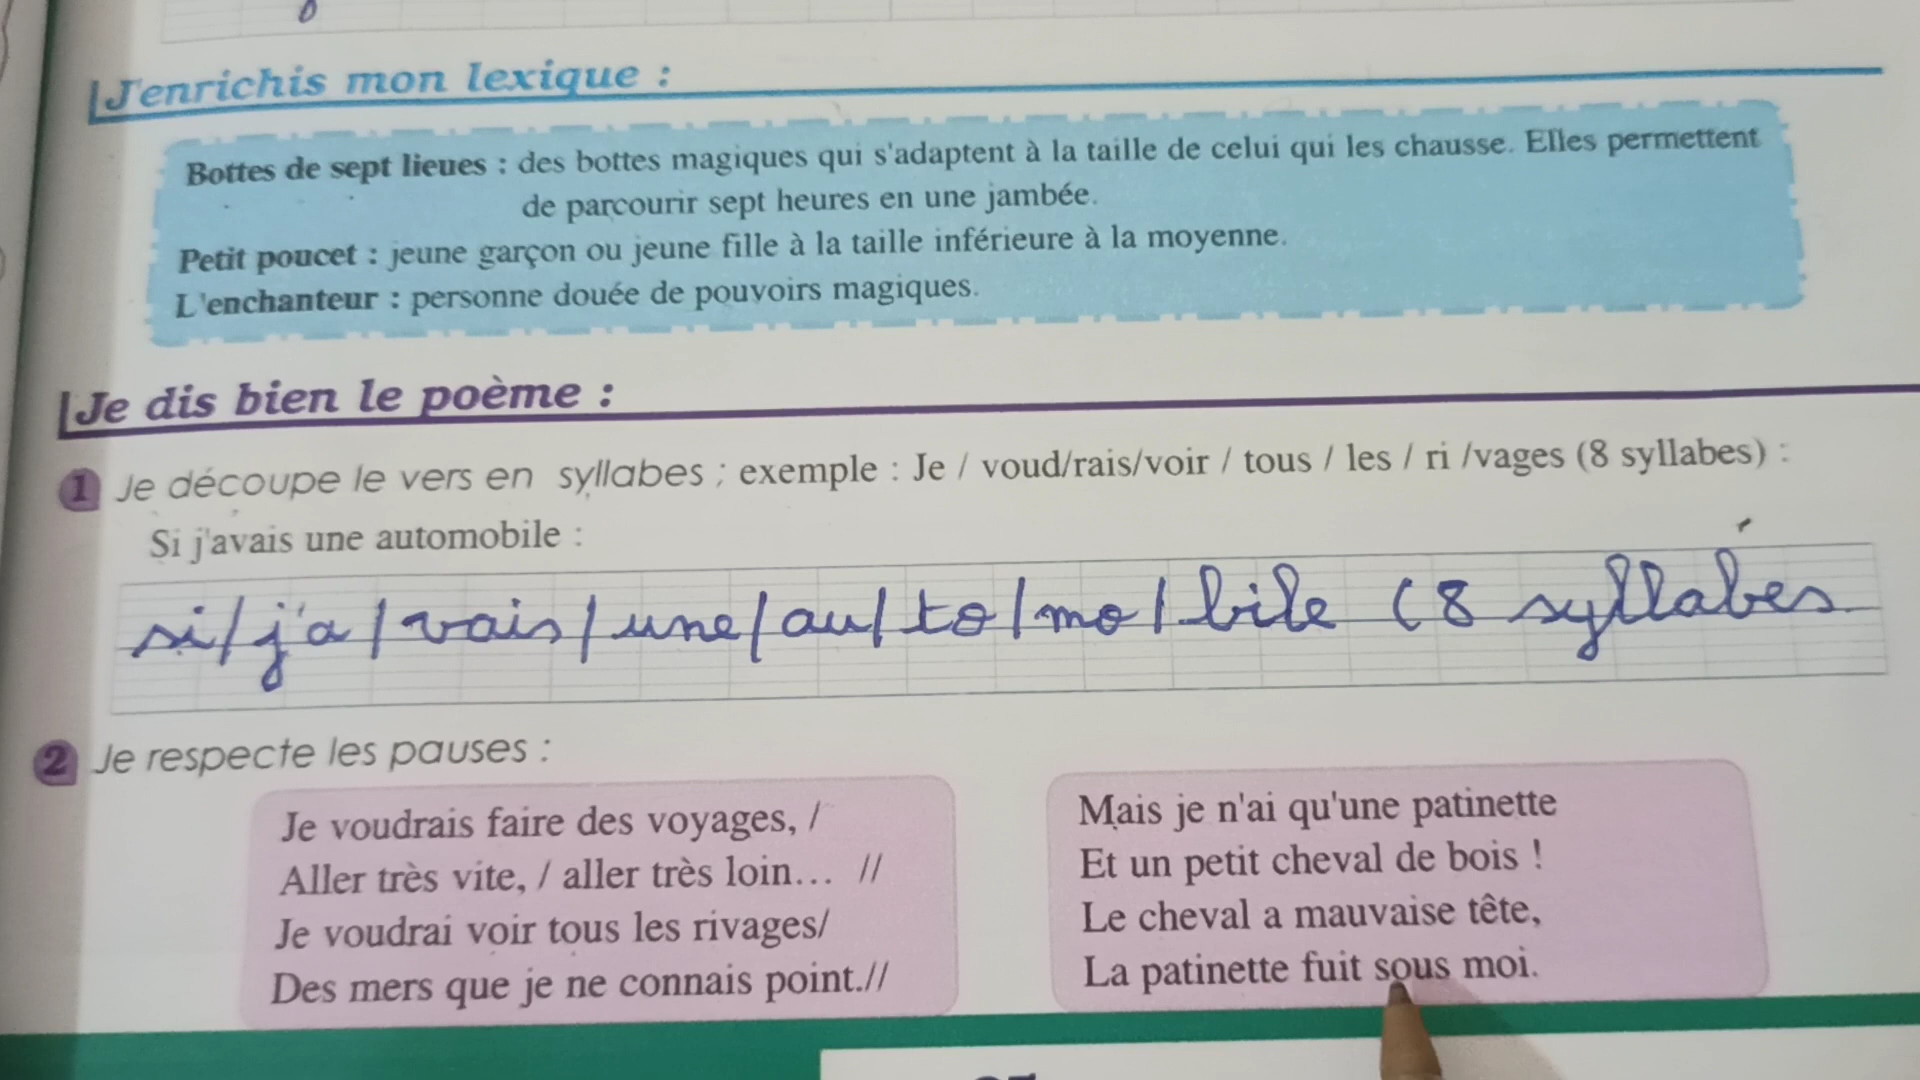 J'enrichis mon lexique :
Bottes de sept lieues : des bottes magiques qui s'adaptent à la taille de celui qui les chausse. Elles permettent
de parcourir sept heures en une jambée.
Petit poucet : jeune garçon ou jeune fille à la taille inférieure à la moyenne.
L'enchanteur : personne douée de pouvoirs magiques.
Je dis bien le poème :
1 Je découpe le vers en syllabes ; exemple : Je / voud/rais/voir / tous / les / ri /vages (8 syllabes) :
Si j'avais une automobile :
si/j'a/vais/une/au/to/mo/bile (8 syllabes
2 Je respecte les pauses :
Je voudrais faire des voyages, /
Aller très vite, / aller très loin... //
Je voudrai voir tous les rivages/
Des mers que je ne connais point.//
Mais je n'ai qu'une patinette
Et un petit cheval de bois !
Le cheval a mauvaise tête,
La patinette fuit sous moi.